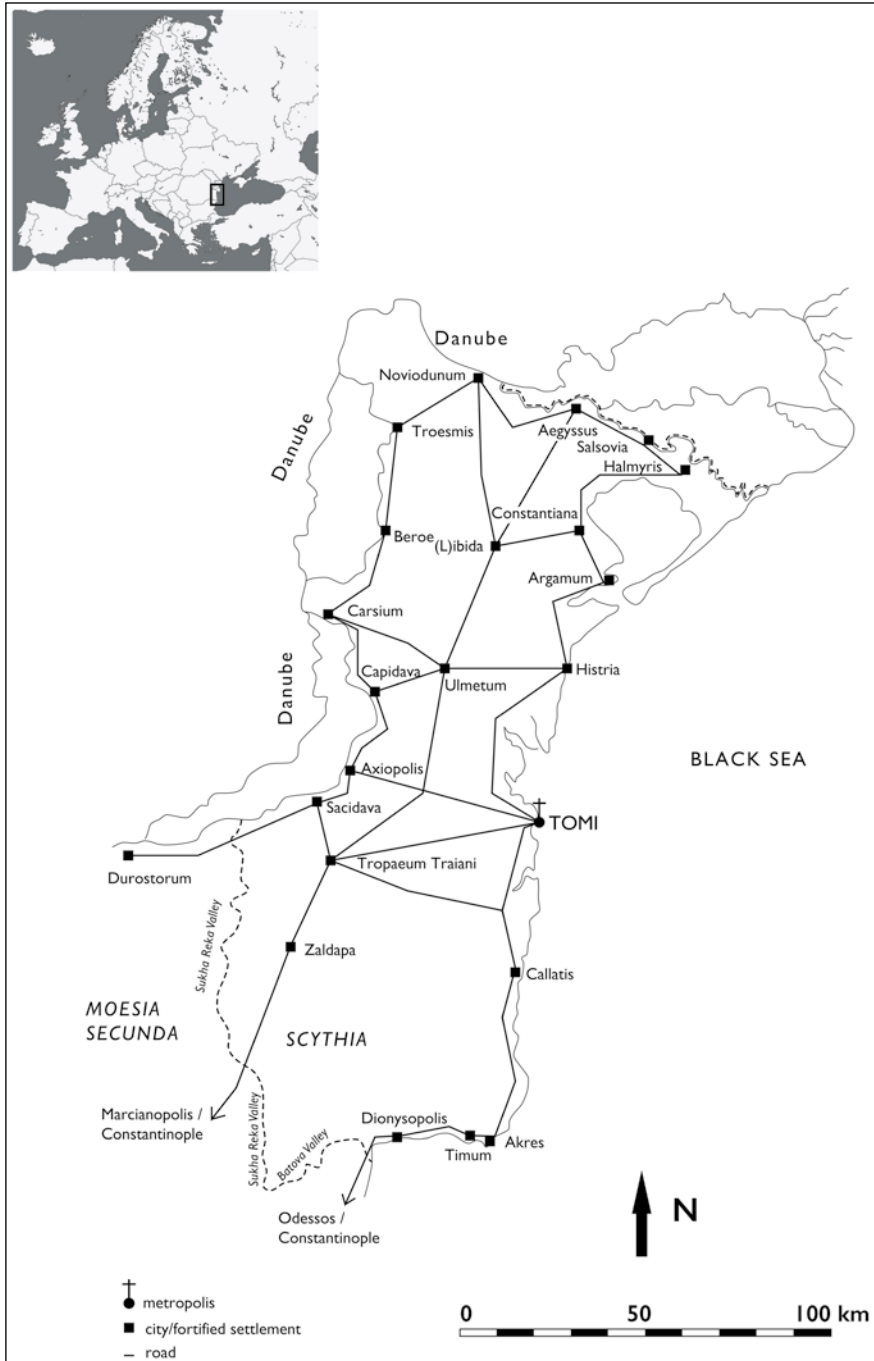 Danube
Noviodunum
Danube
Troesmis
Aegyssus
Salsovia
Halmyris
Constantiana
Beroe
(L)ibida
Argamum
Carsium
Danube
Capidava
Ulmetum
Histria
BLACK SEA
Axiopolis
Sacidava
TOMI
Durostorum
Tropaeum Traiani
Sukha Reka Valley
Zaldapa
Callatis
MOESIA
SECUNDA
SCYTHIA
Marcianopolis /
Constantinople
Sukha Reka Valley
Batova Valley
Dionysopolis
Timum
Akres
Odessos /
Constantinople
N
metropolis
city/fortified settlement
road
0 50 100 km